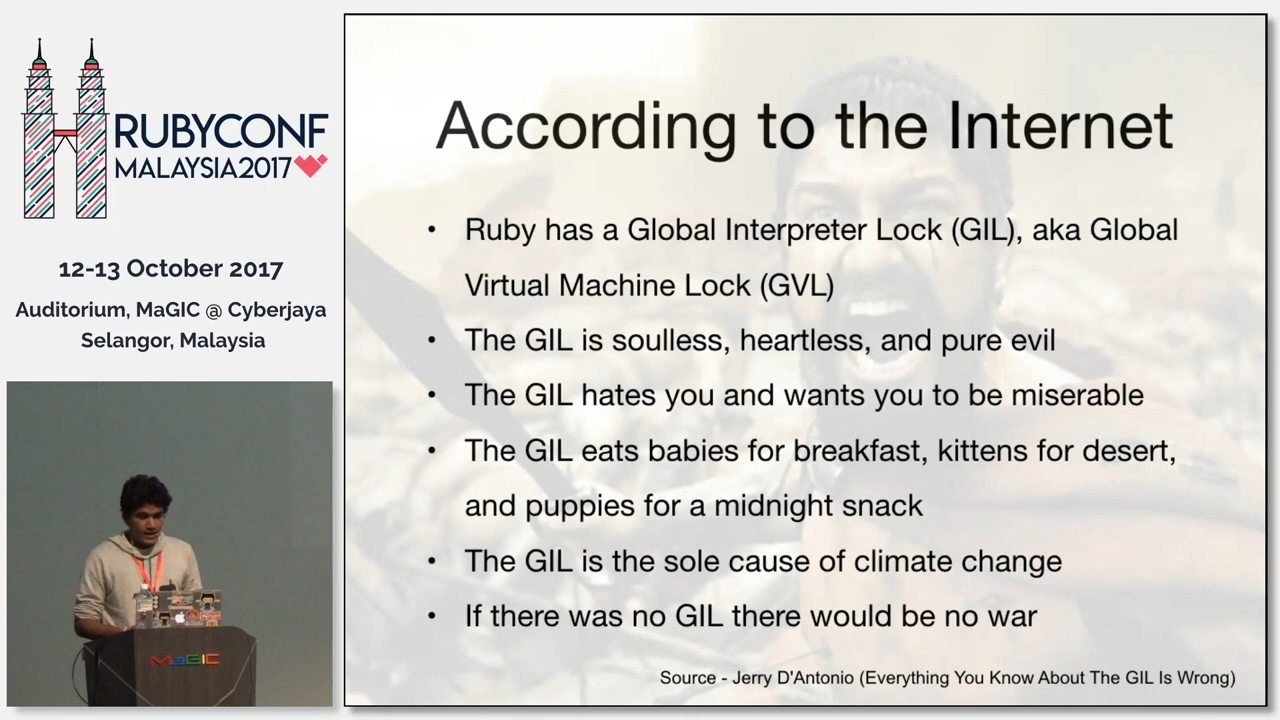 RUBYCONF
MALAYSIA2017
12-13 October 2017
Auditorium, MaGIC @ Cyberjaya
Selangor, Malaysia
MaGIC
According to the Internet
• Ruby has a Global Interpreter Lock (GIL), aka Global
Virtual Machine Lock (GVL)
• The GIL is soulless, heartless, and pure evil
• The GIL hates you and wants you to be miserable
• The GIL eats babies for breakfast, kittens for desert,
and puppies for a midnight snack
• The GIL is the sole cause of climate change
• If there was no GIL there would be no war
Source - Jerry D'Antonio (Everything You Know About The GIL Is Wrong)